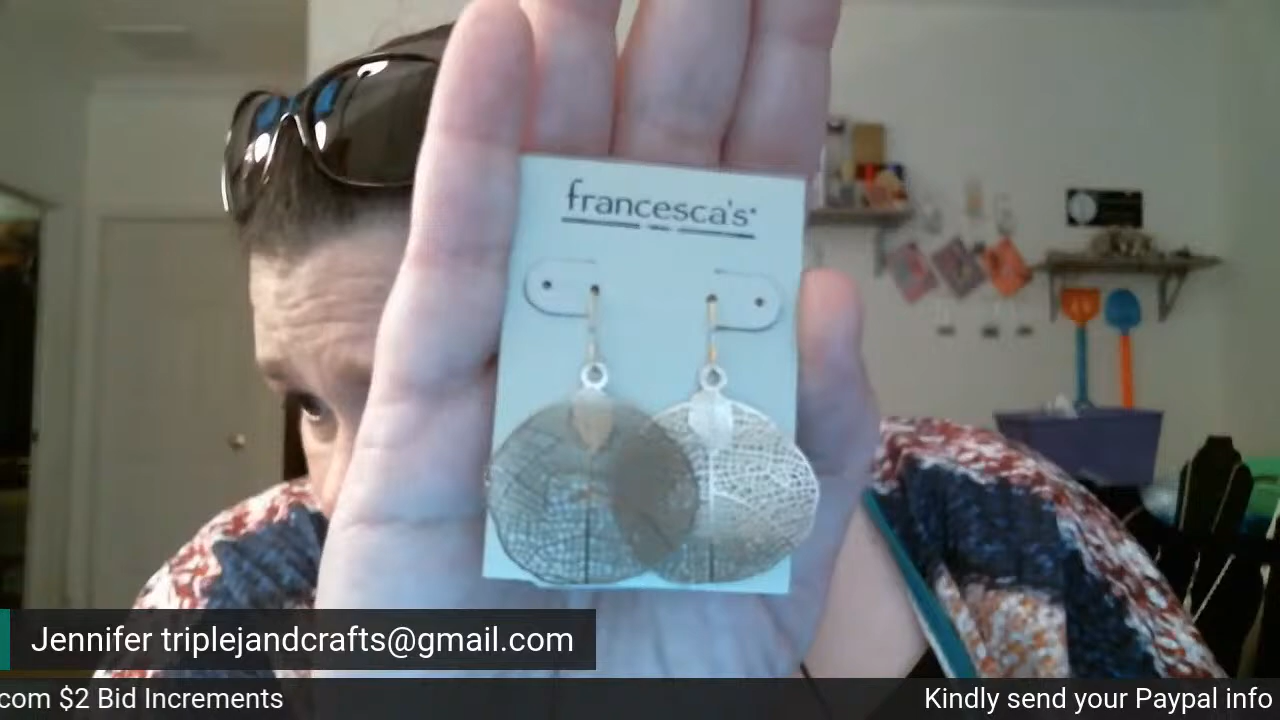 francesca's
Jennifer triplejandcrafts@gmail.com
com $2 Bid Increments
Kindly send your Paypal info